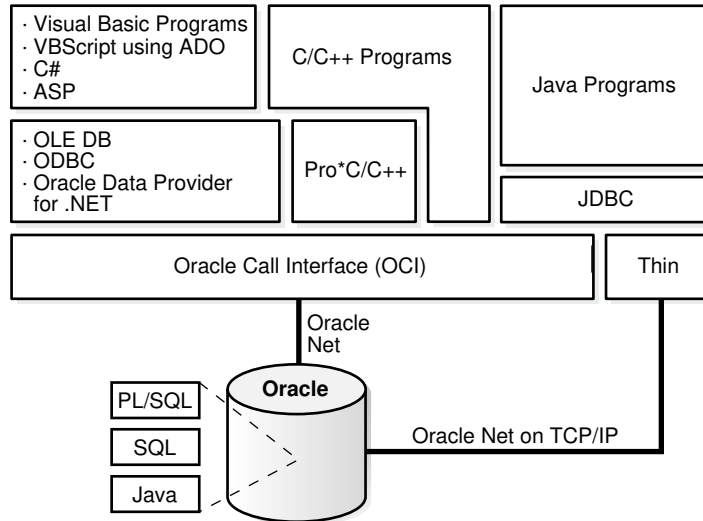 · Visual Basic Programs
· VBScript using ADO
· C#
· ASP
C/C++ Programs
Java Programs
· OLE DB
· ODBC
· Oracle Data Provider
for .NET
Pro*C/C++
JDBC
Oracle Call Interface (OCI)
Thin
Oracle
Net
Oracle
PL/SQL
SQL
Java
Oracle Net on TCP/IP